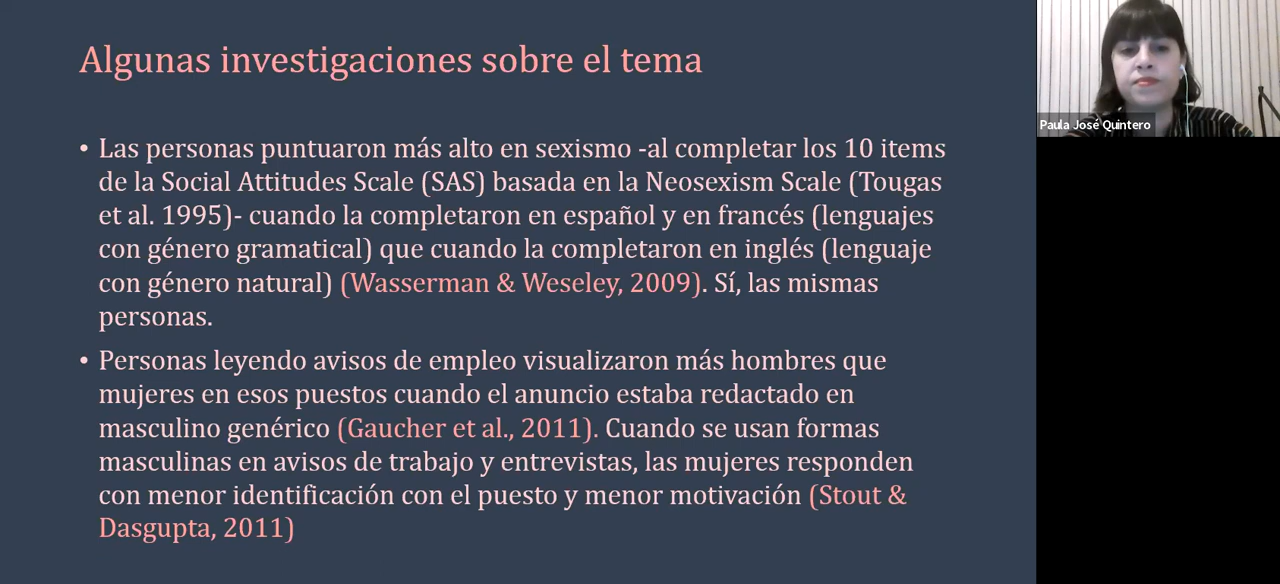 Algunas investigaciones sobre el tema
Paula José Quintero
• Las personas puntuaron más alto en sexismo -al completar los 10 items
de la Social Attitudes Scale (SAS) basada en la Neosexism Scale (Tougas
et al. 1995)- cuando la completaron en español y en francés (lenguajes
con género gramatical) que cuando la completaron en inglés (lenguaje
con género natural) (Wasserman & Weseley, 2009). Sí, las mismas
personas.
• Personas leyendo avisos de empleo visualizaron más hombres que
mujeres en esos puestos cuando el anuncio estaba redactado en
masculino genérico (Gaucher et al., 2011). Cuando se usan formas
masculinas en avisos de trabajo y entrevistas, las mujeres responden
con menor identificación con el puesto y menor motivación (Stout &
Dasgupta, 2011)